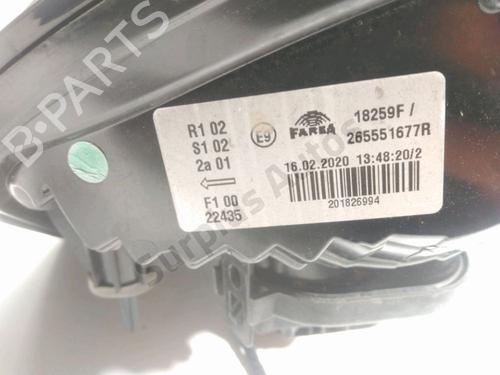 R1 02
S1 02
2a 01
F1 00
22435
E9
FARBA
18259F /
265551677R
16.02.2020 13:48:20/2
201826994
B-PARTS
Surplus Autos